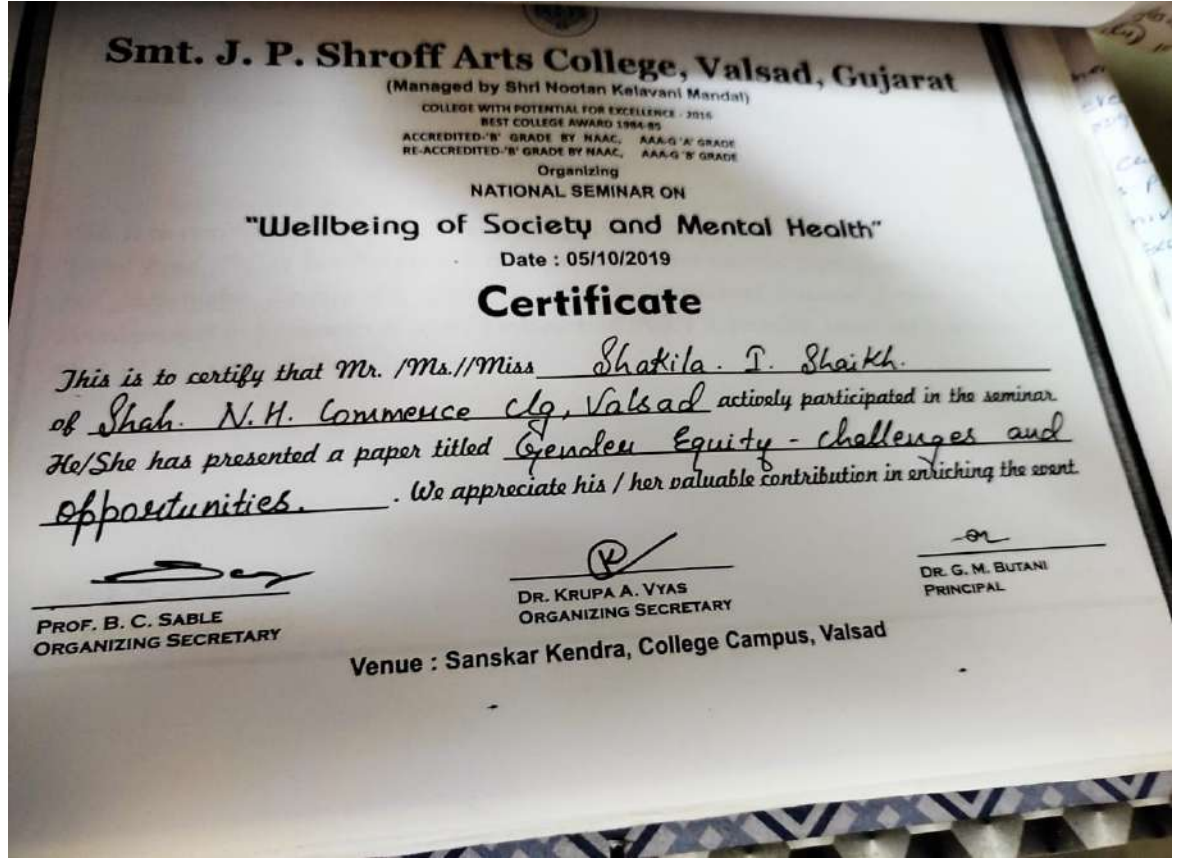 Smt. J. P. Shroff Arts College, Valsad, Gujarat
(Managed by Shri Nootan Kelavani Mandal)
COLLEGE WITH POTENTIAL FOR EXCELLENCE - 2016
BEST COLLEGE AWARD 1984-85
ACCREDITED-'B' GRADE BY NAAC, AAA-G 'A' GRADE
RE-ACCREDITED-'B' GRADE BY NAAC, AAA-G 'B' GRADE
Organizing
NATIONAL SEMINAR ON
"Wellbeing of Society and Mental Health"
Date : 05/10/2019
Certificate
This is to certify that Mr. /Ms.//Miss Shakila. I. Shaikh.
of Shah. N. H. Commerce clg, Valsad actively participated in the seminar
He/She has presented a paper titled Gender Equity - challenges and
opportunities. . We appreciate his / her valuable contribution in enriching the event
PROF. B. C. SABLE
ORGANIZING SECRETARY
DR. KRUPA A. VYAS
ORGANIZING SECRETARY
DR. G. M. BUTANI
PRINCIPAL
Venue : Sanskar Kendra, College Campus, Valsad